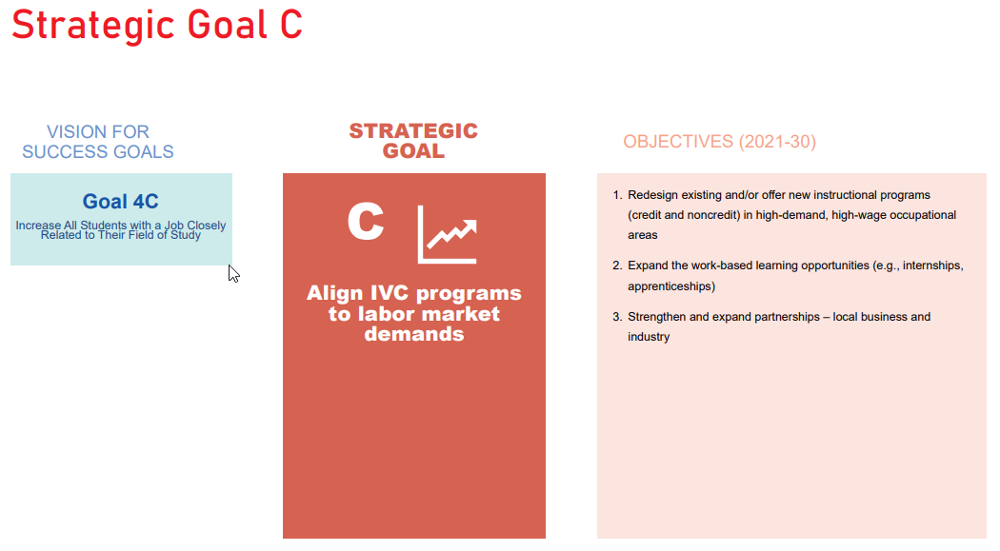 Strategic Goal C
VISION FOR
SUCCESS GOALS
Goal 4C
Increase All Students with a Job Closely
Related to Their Field of Study
STRATEGIC
GOAL
C
Align IVC programs
to labor market
demands
OBJECTIVES (2021-30)
1. Redesign existing and/or offer new instructional programs
(credit and noncredit) in high-demand, high-wage occupational
areas
2. Expand the work-based learning opportunities (e.g., internships,
apprenticeships)
3. Strengthen and expand partnerships – local business and
industry